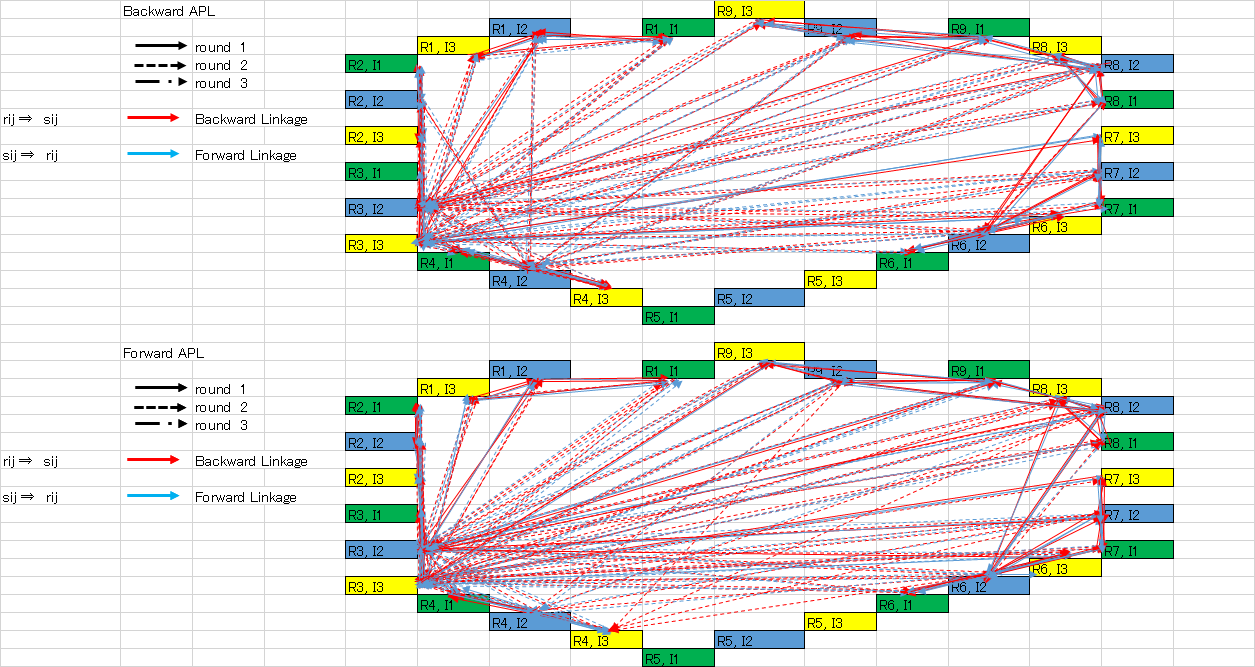 Backward APL
R9, I3
R1, I2
R1, I1
R9, I2
R9, I1
round 1
R1, I3
R8, I3
round 2
R2, I1
R8, I2
round 3
R2, I2
R8, I1
rij⇒ sij
Backward Linkage
R2, I3
R7, I3
sij⇒ rij
Forward Linkage
R3, I1
R7, I2
R3, I2
R7, I1
R6, I3
R3, I3
R6, I2
R4, I1
R6, I1
R4, I2
R5, I3
R4, I3
R5, I2
R5, I1
Forward APL
R9, I3
R1, I2
R1, I1
R9, I2
R9, I1
round 1
R1, I3
R8, I3
round 2
R2, I1
R8, I2
round 3
R2, I2
R8, I1
rij⇒ sij
Backward Linkage
R2, I3
R7, I3
sij⇒ rij
Forward Linkage
R3, I1
R7, I2
R3, I2
R7, I1
R6, I3
R3, I3
R6, I2
R4, I1
R6, I1
R4, I2
R5, I3
R4, I3
R5, I2
R5, I1